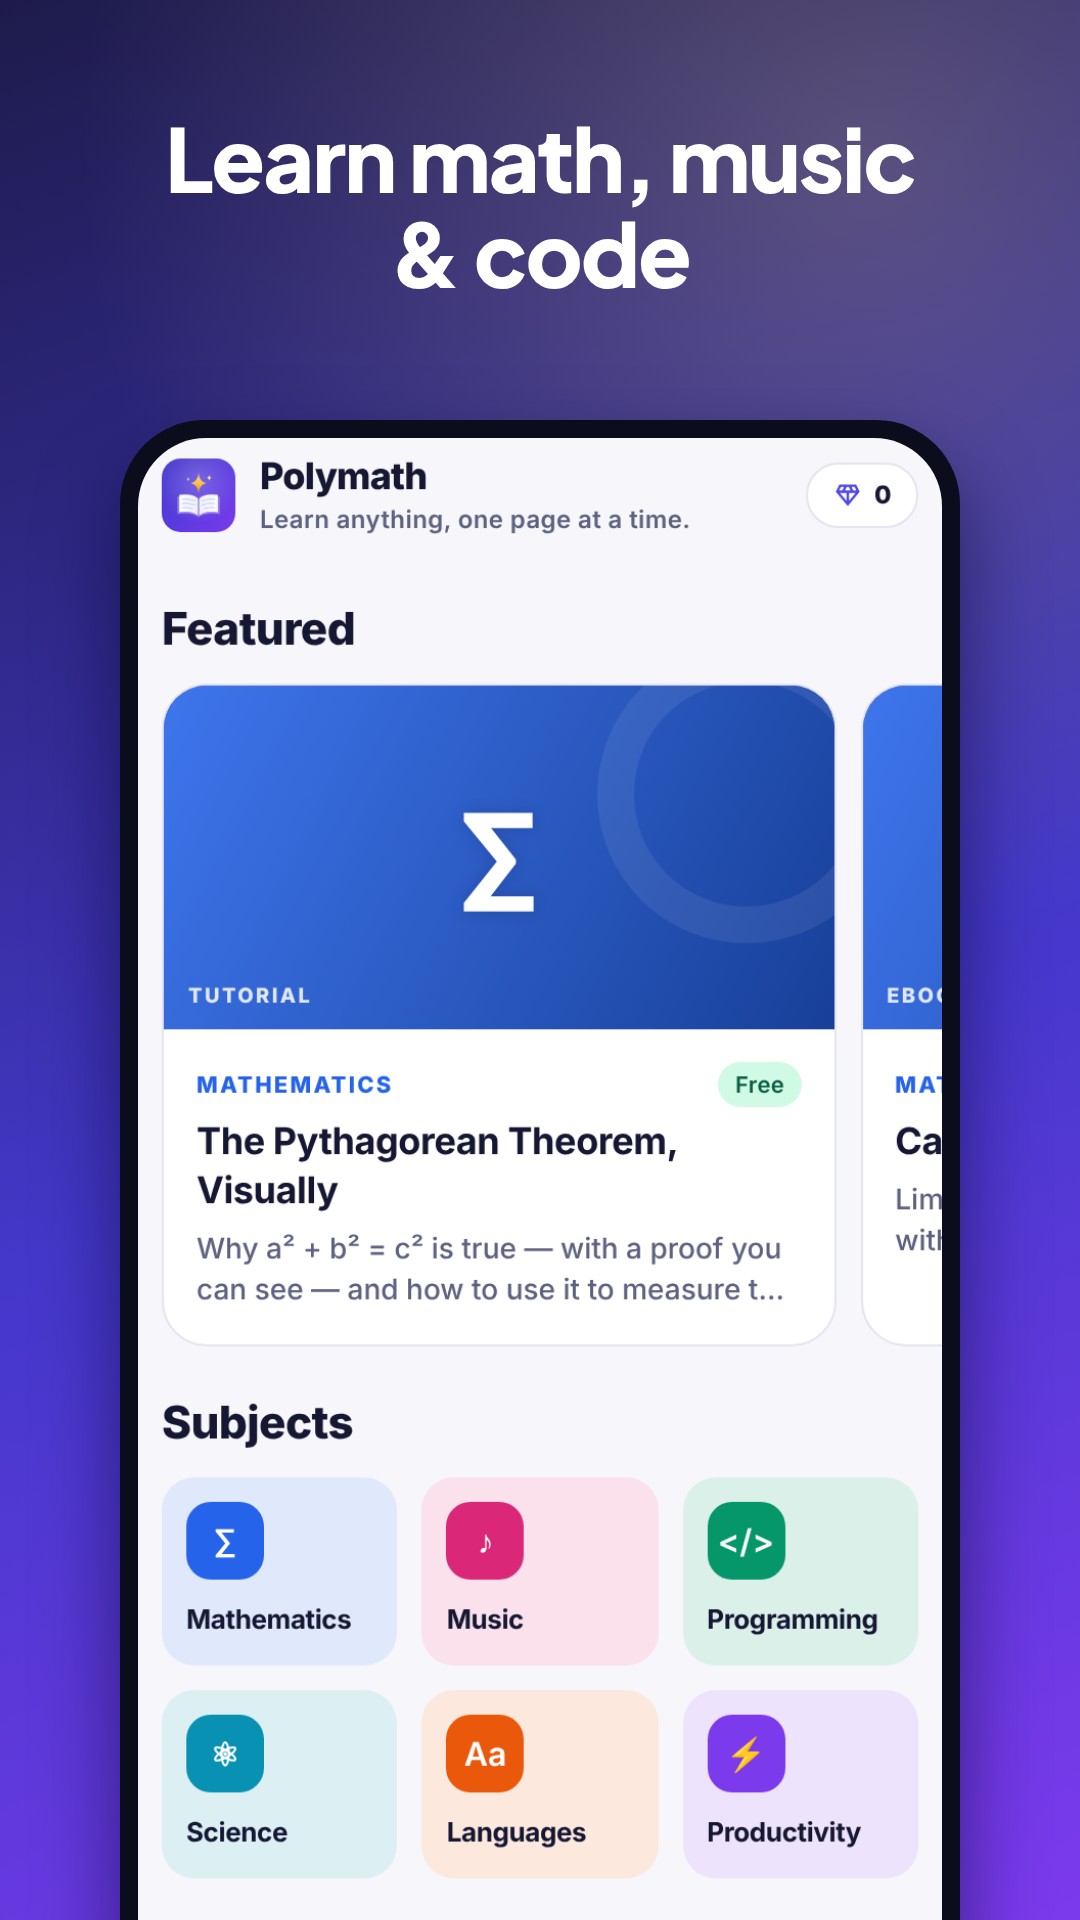 Learn math, music
& code
Polymath
Learn anything, one page at a time.
0
Featured
Σ
TUTORIAL
MATHEMATICS
Free
The Pythagorean Theorem,
Visually
Why a² + b² = c² is true — with a proof you
can see — and how to use it to measure t...
Subjects
Σ
♪
</>
Mathematics
Music
Programming
Aa
Science
Languages
Productivity